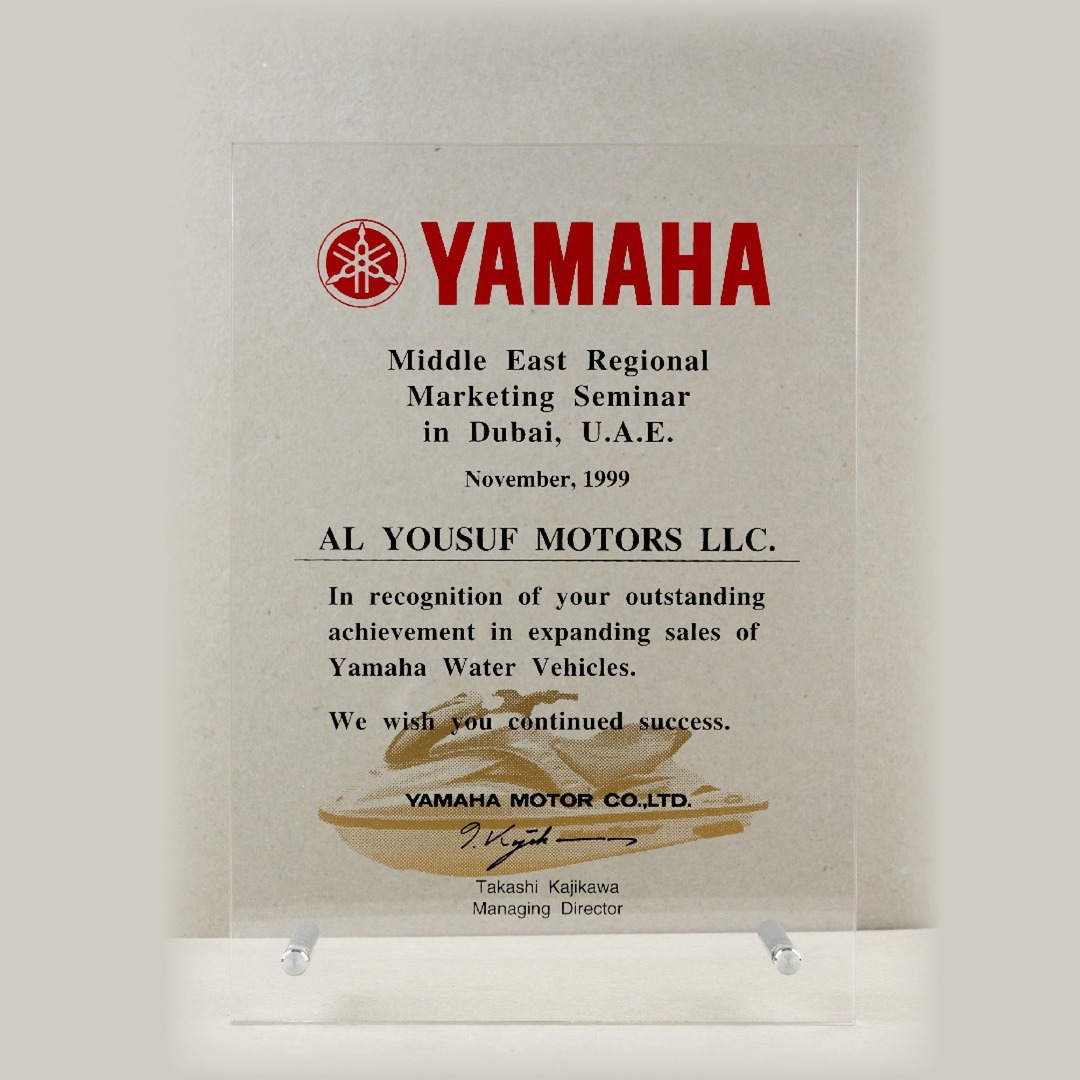 YAMAHA
Middle East Regional
Marketing Seminar
in Dubai, U.A.E.
November, 1999
AL YOUSUF MOTORS LLC.
In recognition of your outstanding
achievement in expanding sales of
Yamaha Water Vehicles.
We wish you continued success.
YAMAHA MOTOR CO.,LTD.
Takashi Kajikawa
Managing Director